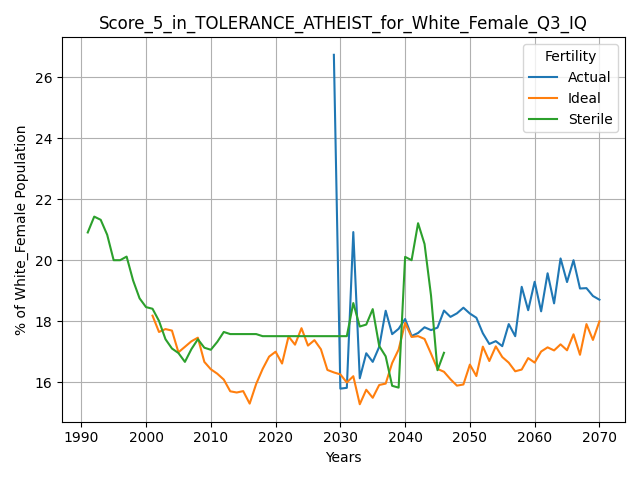 Score_5_in_TOLERANCE_ATHEIST_for_White_Female_Q3_IQ
% of White_Female Population
26
24
22
20
18
16
1990 2000 2010 2020 2030 2040 2050 2060 2070
Years
Fertility
Actual
Ideal
Sterile